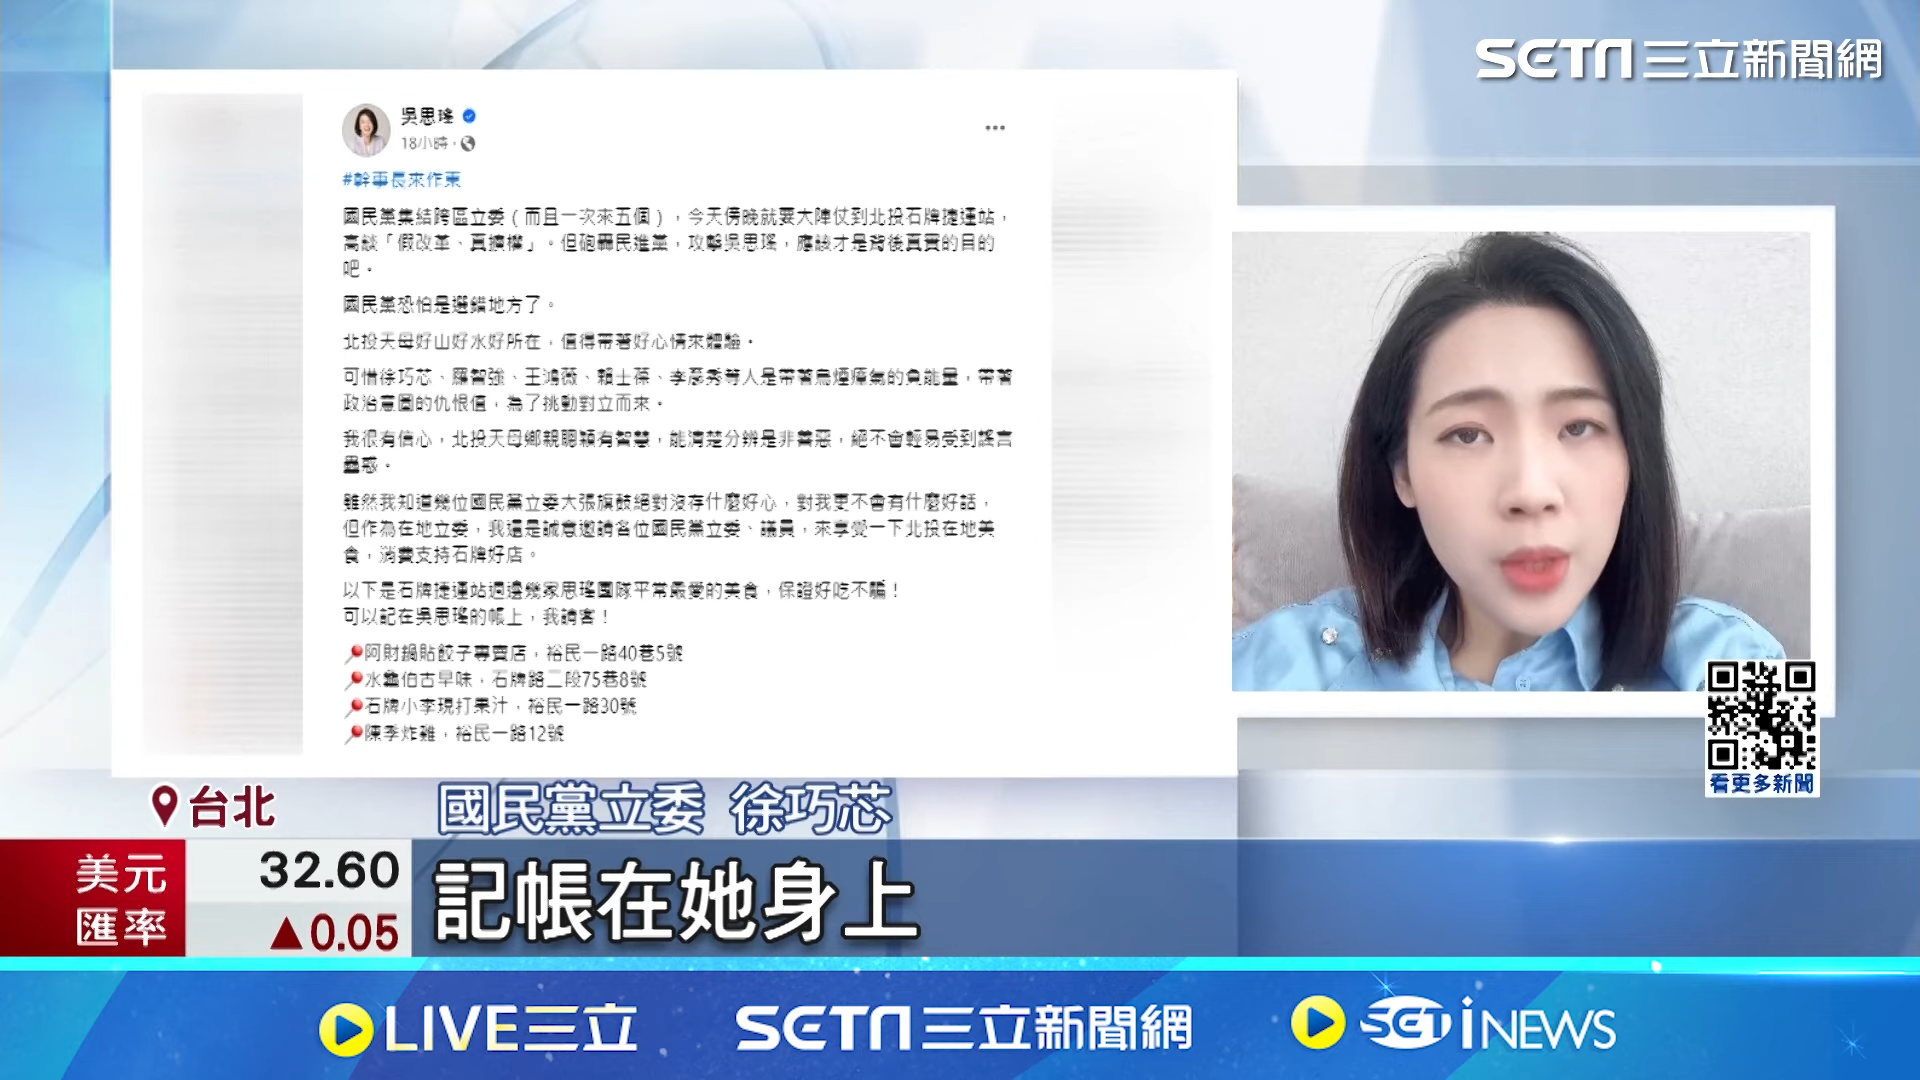 SETN三立新聞網
吳思瑤
18小時
#幹事長來作東
國民黨集結跨區立委（而且一次來五個），今天傍晚就要大陣仗到北投石牌捷運站，
高談「假改革、真擴權」。但砲轟民進黨，攻擊吳思瑤，應該才是背後真實的目的
吧。
國民黨恐怕是選錯地方了。
北投天母好山好水好所在，值得帶著好心情來體驗。
可惜徐巧芯、羅智強、王鴻薇、賴士葆、李彥秀等人是帶著烏煙瘴氣的負能量，帶著
政治意圖的仇恨值，為了挑動對立而來。
我很有信心，北投天母鄉親聰穎有智慧，能清楚分辨是非善惡，絕不會輕易受到謠言
蠱惑。
雖然我知道幾位國民黨立委大張旗鼓絕對沒存什麼好心，對我更不會有什麼好話，
但作為在地立委，我還是誠意邀請各位國民黨立委、議員，來享受一下北投在地美
食，消費支持石牌好店。
以下是石牌捷運站週邊幾家思瑤團隊平常最愛的美食，保證好吃不騙！
可以記在吳思瑤的帳上，我請客！
阿財鍋貼餃子專賣店，裕民一路40巷5號
水龜伯古早味，石牌路二段75巷8號
石牌小李現打果汁，裕民一路30號
陳季炸雞，裕民一路12號
看更多新聞
台北
國民黨立委 徐巧芯
美元
匯率
32.60
▲0.05
記帳在她身上
LIVE三立
SETN三立新聞網
SET iNEWS